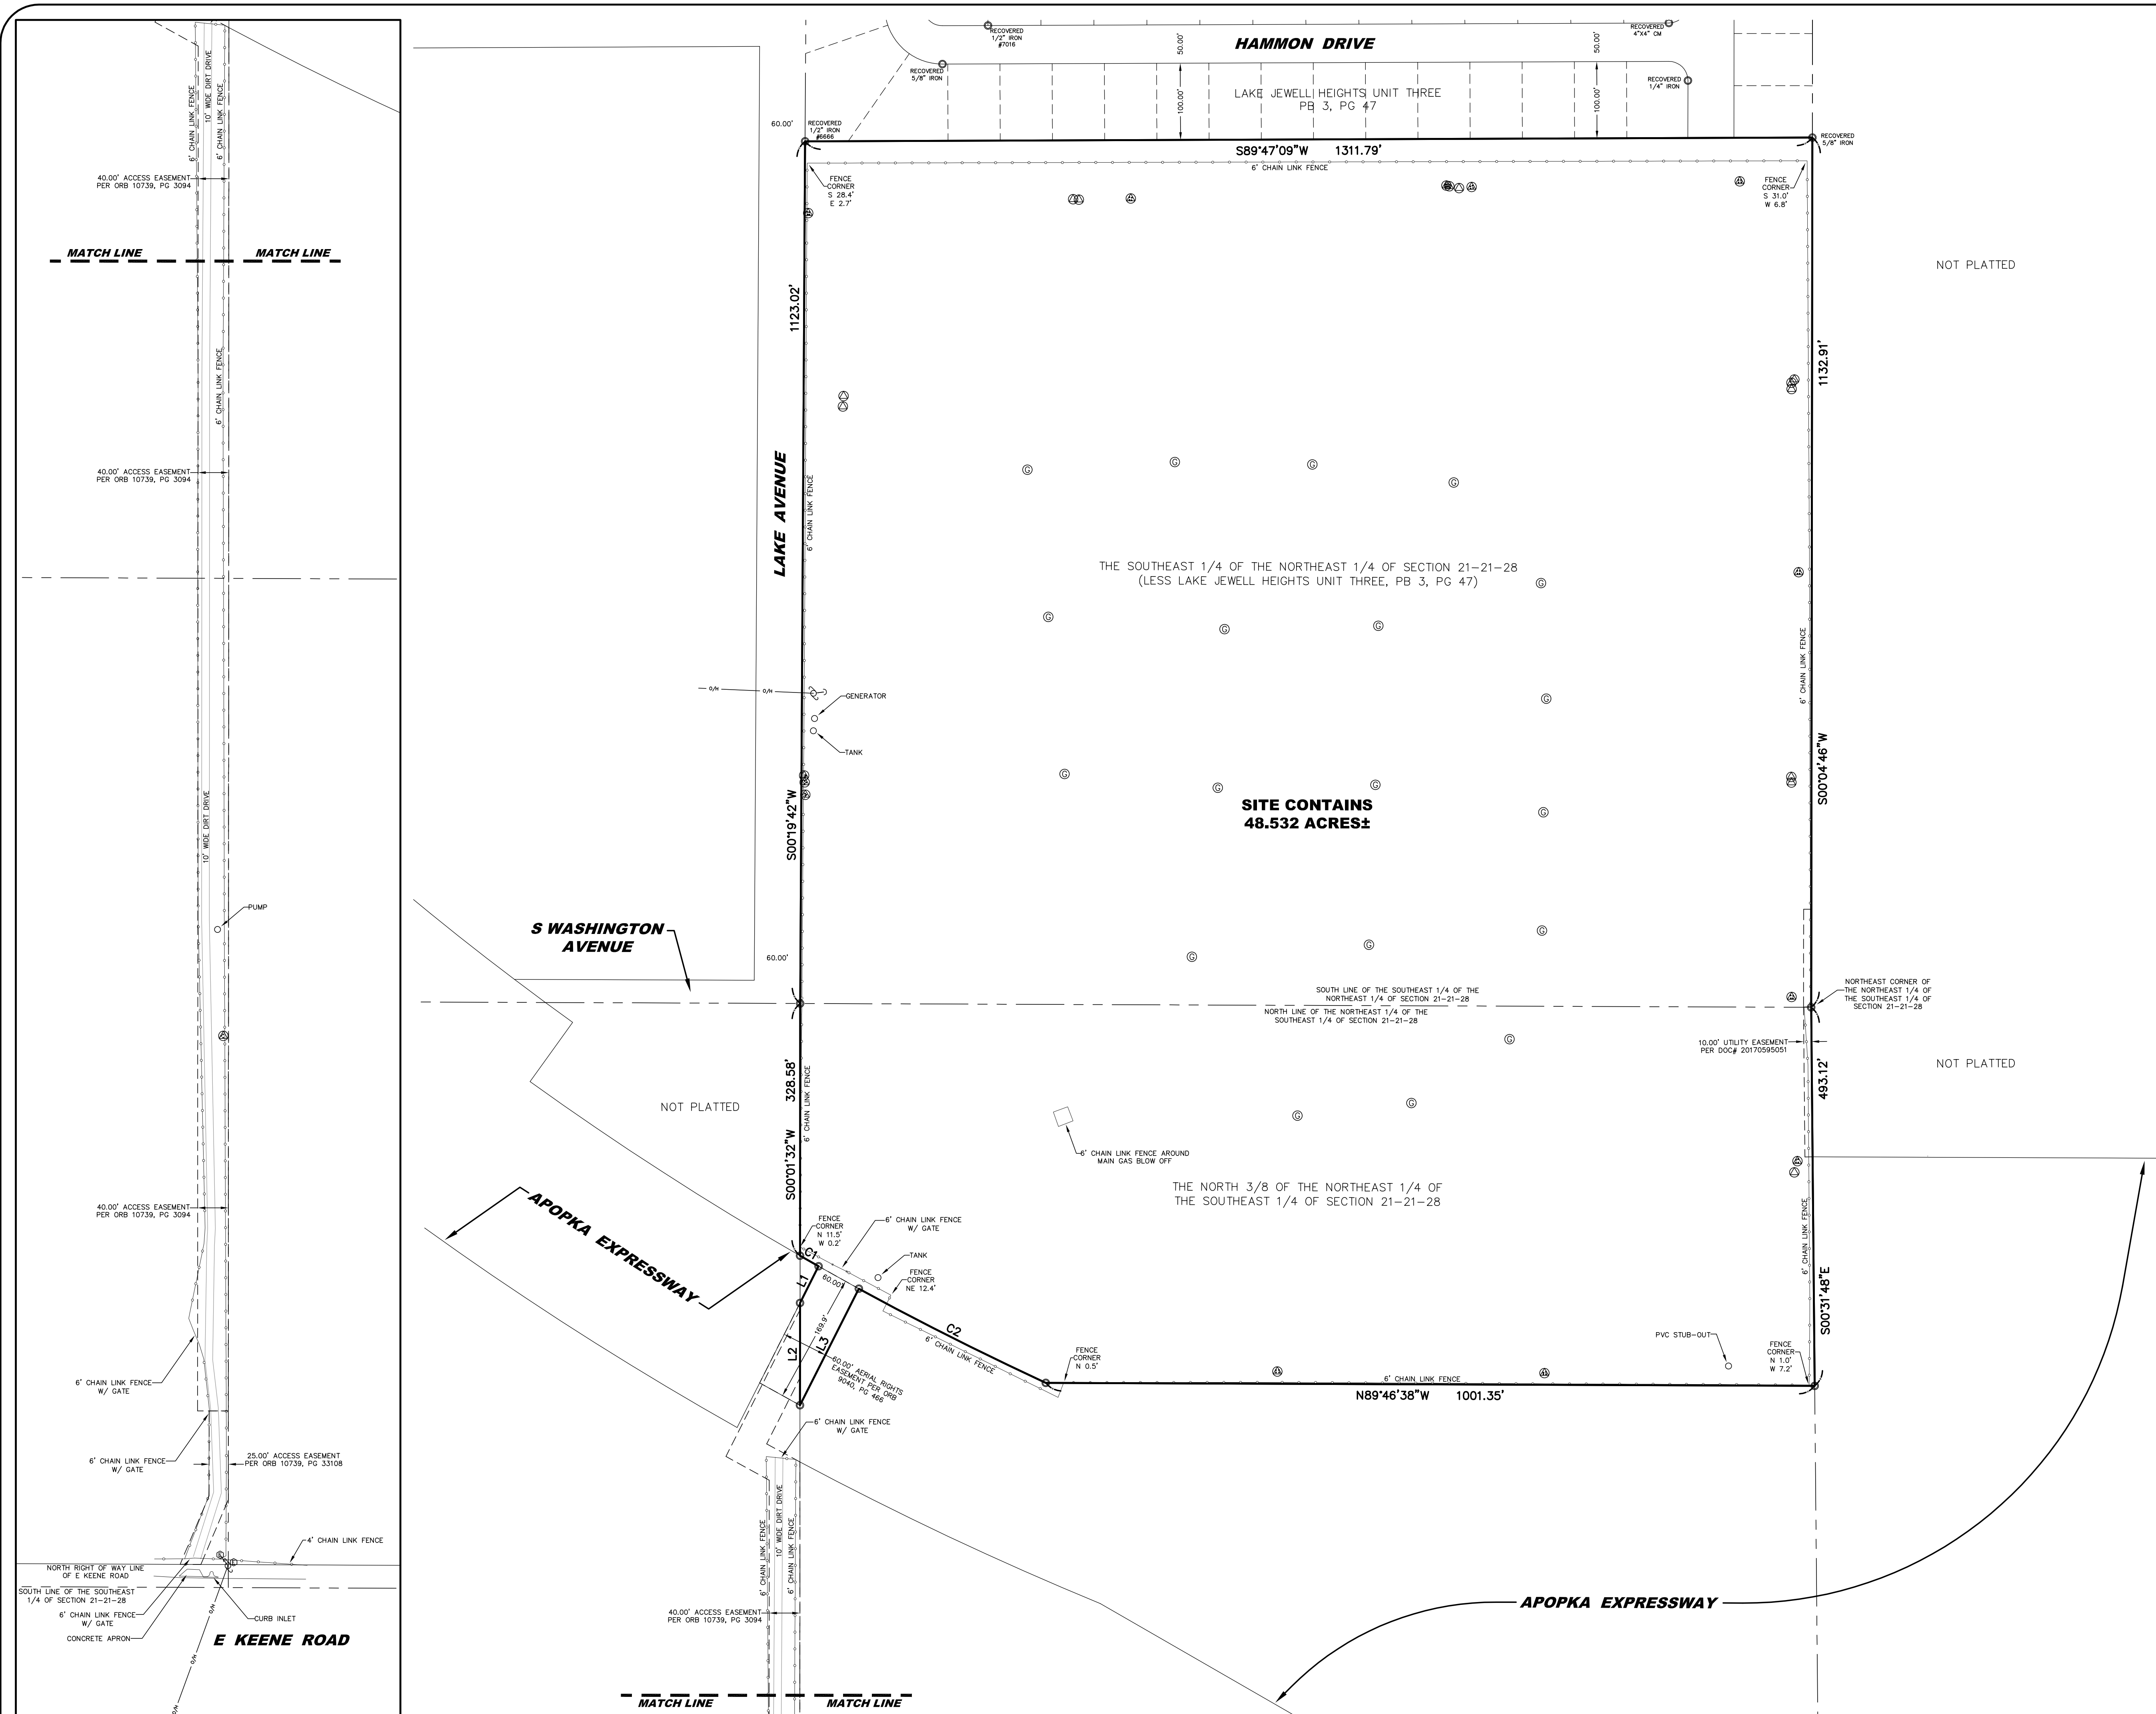 6' CHAIN LINK FENCE
10' WIDE DIRT DRIVE
6' CHAIN LINK FENCE
40.00' ACCESS EASEMENT
PER ORB 10739, PG 3094
MATCH LINE
MATCH LINE
6' CHAIN LINK FENCE
40.00' ACCESS EASEMENT
PER ORB 10739, PG 3094
10' WIDE DIRT DRIVE
PUMP
40.00' ACCESS EASEMENT
PER ORB 10739, PG 3094
6' CHAIN LINK FENCE
W/ GATE
6' CHAIN LINK FENCE
W/ GATE
25.00' ACCESS EASEMENT
PER ORB 10739, PG 33108
4' CHAIN LINK FENCE
NORTH RIGHT OF WAY LINE
OF E KEENE ROAD
SOUTH LINE OF THE SOUTHEAST
1/4 OF SECTION 21-21-28
6' CHAIN LINK FENCE
W/ GATE
CURB INLET
CONCRETE APRON
E KEENE ROAD
O/H
O/H
RECOVERED
1/2" IRON
#7016
HAMMON DRIVE
RECOVERED
4"X4" CM
50.00'
50.00'
RECOVERED
5/8" IRON
RECOVERED
1/4" IRON
LAKE JEWELL HEIGHTS UNIT THREE
PB 3, PG 47
100.00'
100.00'
60.00'
RECOVERED
1/2" IRON
#6666
RECOVERED
5/8" IRON
S89°47'09"W 1311.79'
6' CHAIN LINK FENCE
FENCE
CORNER
S 28.4'
E 2.7'
FENCE
CORNER
S 31.0'
W 6.8'
NOT PLATTED
1123.02'
1132.91'
LAKE AVENUE
6' CHAIN LINK FENCE
G
G
G
G
THE SOUTHEAST 1/4 OF THE NORTHEAST 1/4 OF SECTION 21-21-28
(LESS LAKE JEWELL HEIGHTS UNIT THREE, PB 3, PG 47)
G
G
G
G
6' CHAIN LINK FENCE
O/H
O/H
GENERATOR
TANK
G
G
G
G
S00°19'42"W
S00°04'46"W
SITE CONTAINS
48.532 ACRES±
G
S WASHINGTON
AVENUE
60.00'
G
G
G
SOUTH LINE OF THE SOUTHEAST 1/4 OF THE
NORTHEAST 1/4 OF SECTION 21-21-28
NORTH LINE OF THE NORTHEAST 1/4 OF THE
SOUTHEAST 1/4 OF SECTION 21-21-28
NORTHEAST CORNER OF
THE NORTHEAST 1/4 OF
THE SOUTHEAST 1/4 OF
SECTION 21-21-28
G
10.00' UTILITY EASEMENT
PER DOC# 20170595051
NOT PLATTED
493.12'
328.58'
6' CHAIN LINK FENCE
NOT PLATTED
G
G
6' CHAIN LINK FENCE AROUND
MAIN GAS BLOW OFF
S00°01'32"W
THE NORTH 3/8 OF THE NORTHEAST 1/4 OF
THE SOUTHEAST 1/4 OF SECTION 21-21-28
APOPKA EXPRESSWAY
FENCE
CORNER
N 11.5'
W 0.2'
6' CHAIN LINK FENCE
W/ GATE
C1
TANK
FENCE
CORNER
NE 12.4'
L1
60.00'
169.9'
L2
L3
C2
6' CHAIN LINK FENCE
60.00' AERIAL RIGHTS
EASEMENT PER ORB
9040, PG 466
FENCE
CORNER
N 0.5'
6' CHAIN LINK FENCE
S00°31'48"E
PVC STUB-OUT
FENCE
CORNER
N 1.0'
W 7.2'
6' CHAIN LINK FENCE
N89°46'38"W 1001.35'
6' CHAIN LINK FENCE
W/ GATE
6' CHAIN LINK FENCE
10' WIDE DIRT DRIVE
6' CHAIN LINK FENCE
40.00' ACCESS EASEMENT
PER ORB 10739, PG 3094
APOPKA EXPRESSWAY
MATCH LINE
MATCH LINE